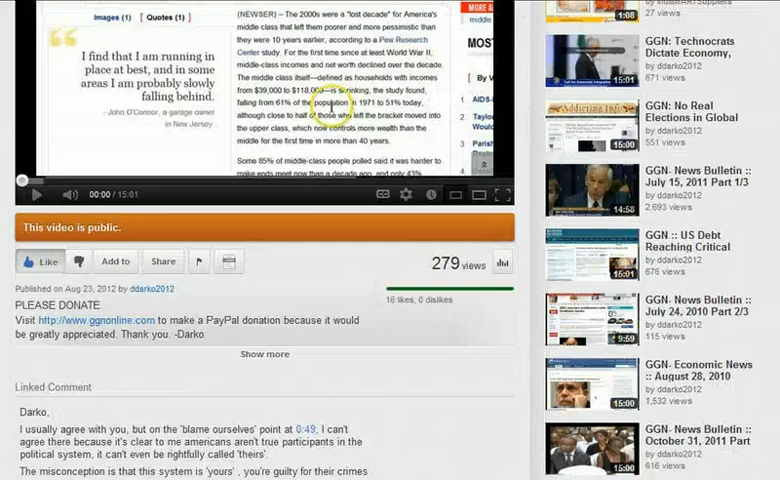 Images (1) | Quotes (1)
I find that I am running in
place at best, and in some
areas I am probably slowly
falling behind.
- John O'Connor, a garage owner
in New Jersey
(NEWSER) – The 2000s were a "lost decade" for America's
middle class that left them poorer and more pessimistic than
they were 10 years earlier, according to a Pew Research
Center study. For the first time since at least World War II,
middle-class incomes and net worth declined over the decade.
The middle class itself—defined as households with incomes
from $39,000 to $118,000—is shrinking, the study found,
falling from 61% of the population in 1971 to 51% today,
although close to half of those who left the bracket moved into
the upper class, which now controls more wealth than the
middle for the first time in more than 40 years.
Some 85% of middle-class people polled said it was harder to
make ends meet now than a decade ago, and only 43%
MORE A
middle
MOS
By V
1. AIDS-
2. Taylo
Would
3. Parish
4.
00:00 / 15:01
This video is public.
Like
Add to
Share
279 views
Published on Aug 23, 2012 by ddarko2012
16 likes, 0 dislikes
PLEASE DONATE
Visit http://www.ggnonline.com to make a PayPal donation because it would
be greatly appreciated. Thank you. -Darko
Show more
Linked Comment
Darko,
I usually agree with you, but on the 'blame ourselves' point at 0:49, I can't
agree there because it's clear to me americans aren't true participants in the
political system, it can't even be rightfully called 'theirs'.
The misconception is that this system is 'yours' , you're guilty for their crimes
1:08
27 views
15:01
GGN: Technocrats
Dictate Economy,
by ddarko2012
671 views
Addicting Info
15:00
GGN: No Real
Elections in Global
by ddarko2012
551 views
14:58
GGN- News Bulletin ::
July 15, 2011 Part 1/3
by ddarko2012
2,693 views
15:01
GGN :: US Debt
Reaching Critical
by ddarko2012
676 views
9:59
GGN- News Bulletin ::
July 24, 2010 Part 2/3
by ddarko2012
115 views
15:00
GGN- Economic News
:: August 28, 2010
by ddarko2012
1,532 views
15:00
GGN- News Bulletin ::
October 31, 2011 Part
by ddarko2012
616 views